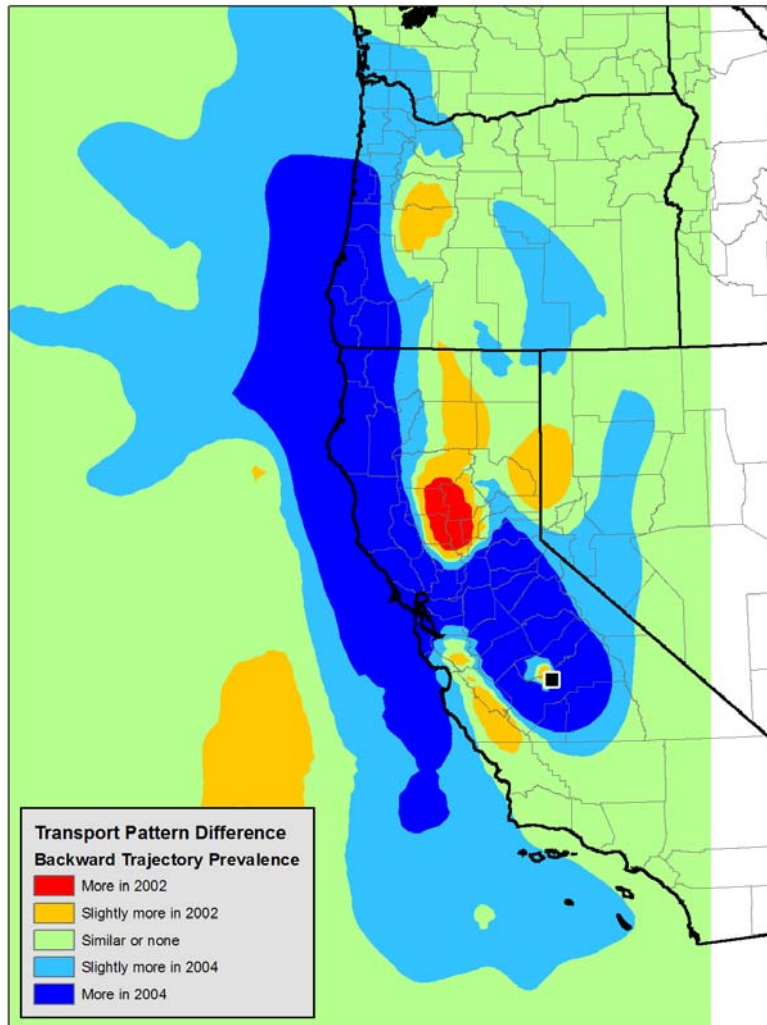 Transport Pattern Difference
Backward Trajectory Prevalence
More in 2002
Slightly more in 2002
Similar or none
Slightly more in 2004
More in 2004